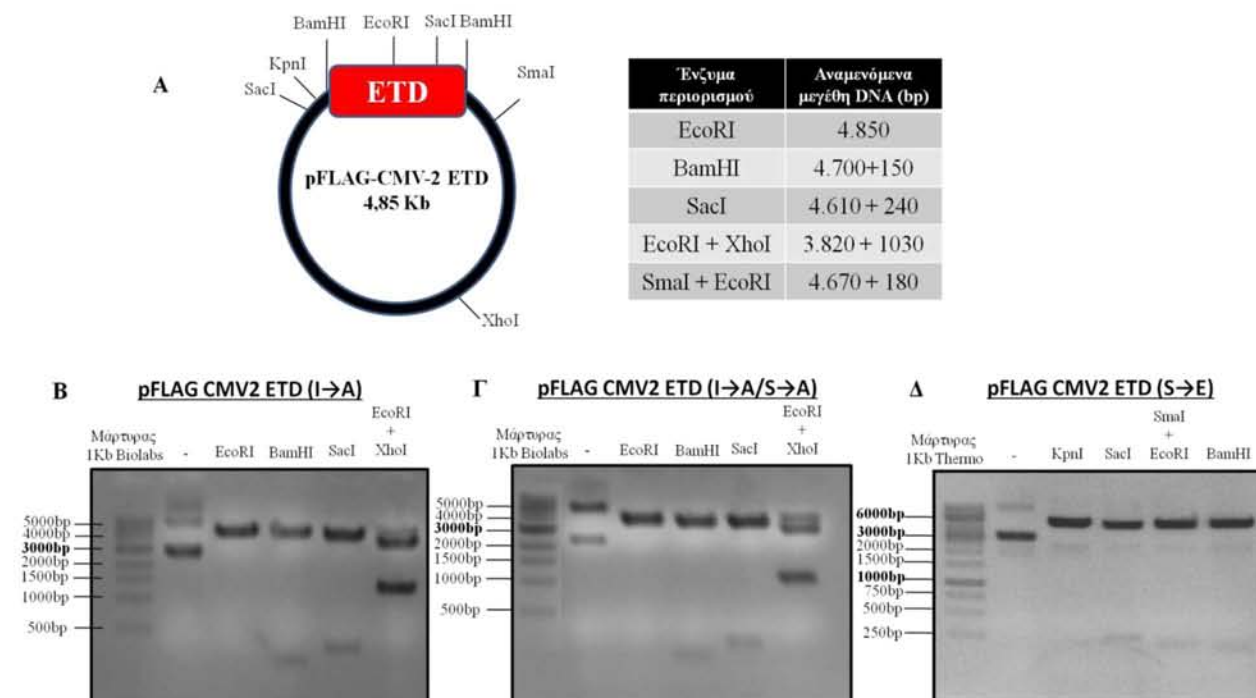 A
BamHI EcoRI SacI BamHI
KpnI
SacI
SmaI
ETD
pFLAG-CMV-2 ETD
4,85 Kb
XhoI
Ένζυμα περιορισμού
Αναμενόμενα μεγέθη DNA (bp)
EcoRI 4.850
BamHI 4.700+150
SacI 4.610 + 240
EcoRI + XhoI 3.820 + 1030
SmaI + EcoRI 4.670 + 180
Β pFLAG CMV2 ETD (I→A)
Μάρτυρας
1Kb Biolabs - EcoRI BamHI SacI EcoRI + XhoI
5000bp
4000bp
3000bp
2000bp
1500bp
1000bp
500bp
Γ pFLAG CMV2 ETD (I→A/S→A)
Μάρτυρας
1Kb Biolabs - EcoRI BamHI SacI EcoRI + XhoI
5000bp
4000bp
3000bp
2000bp
1500bp
1000bp
500bp
Δ pFLAG CMV2 ETD (S→E)
Μάρτυρας
1Kb Thermo - KpnI SacI SmaI + EcoRI BamHI
6000bp
3000bp
2000bp
1500bp
1000bp
750bp
500bp
250bp